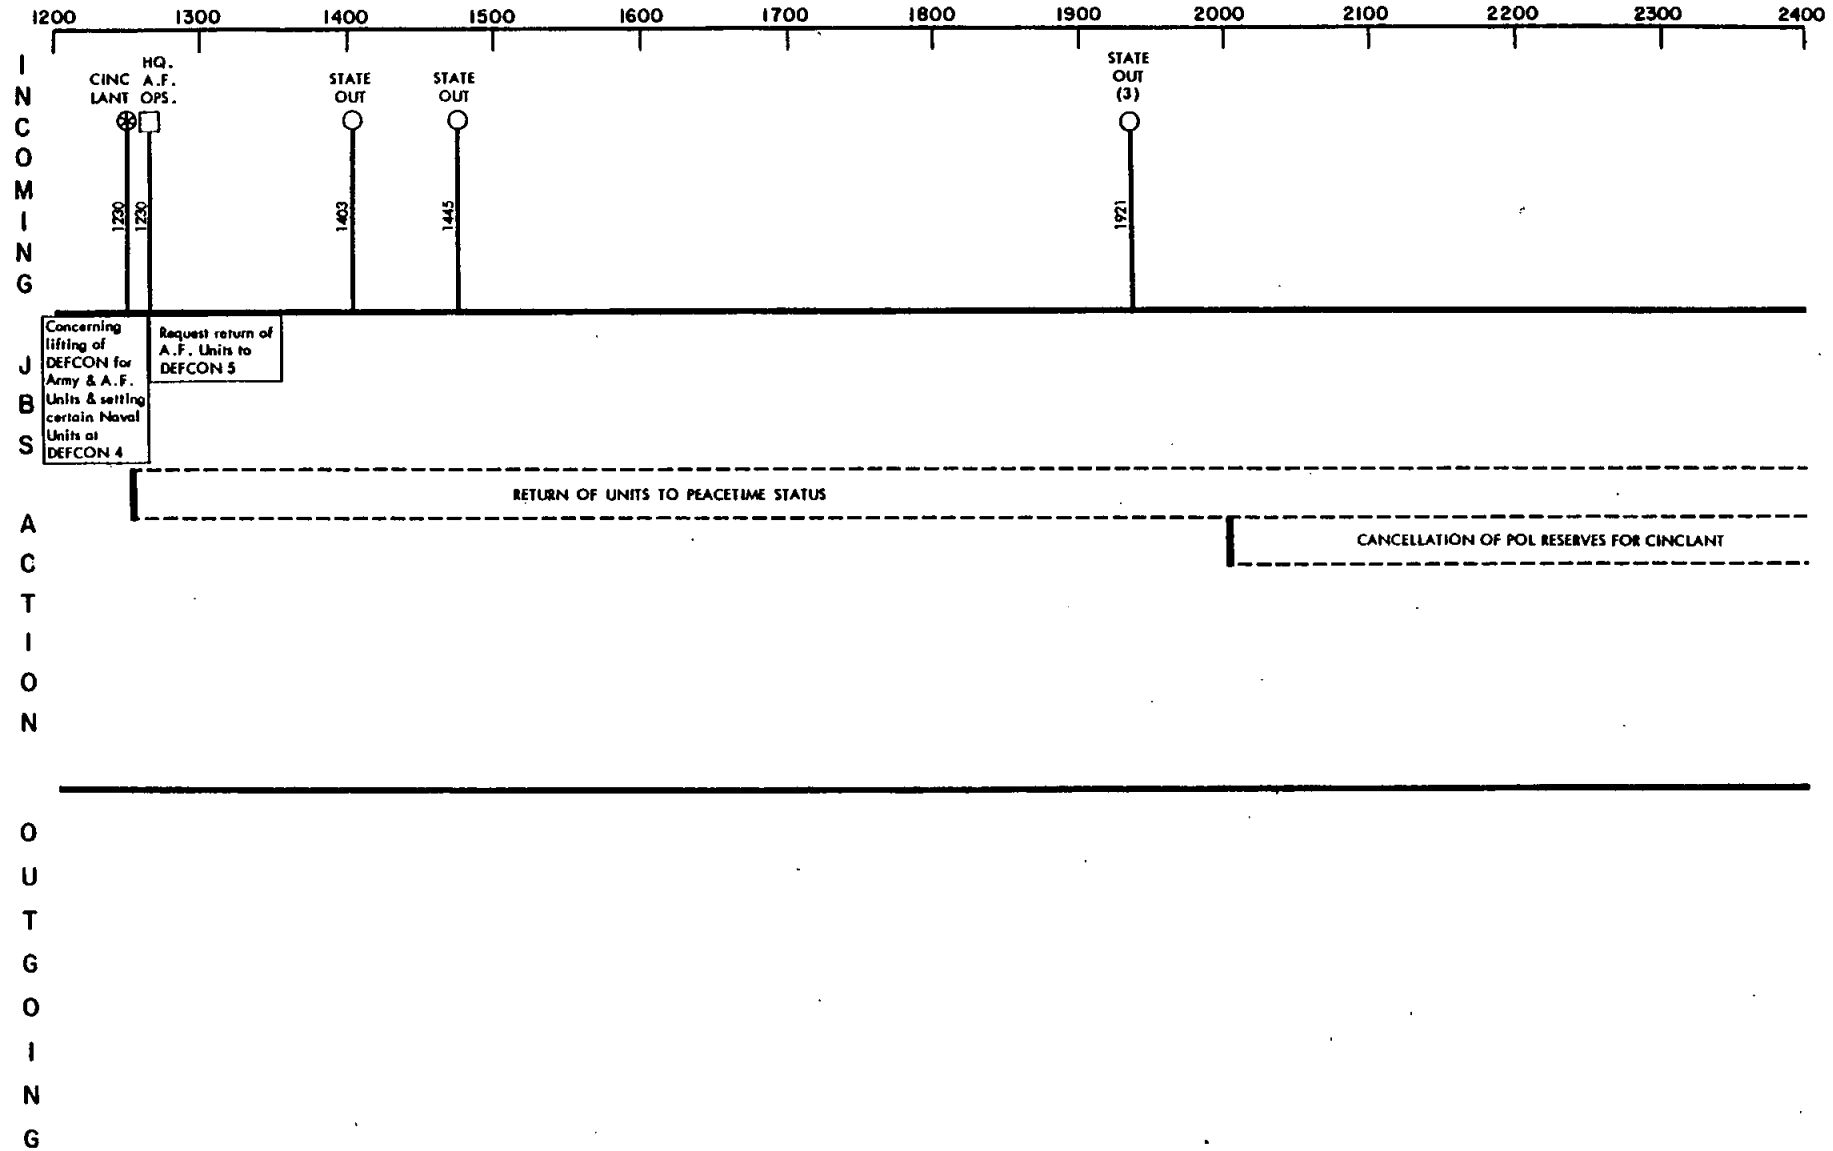 1200 1300 1400 1500 1600 1700 1800 1900 2000 2100 2200 2300 2400
INCOMING
CINC
LANT
HQ.
A.F.
OPS.
STATE
OUT
STATE
OUT
STATE
OUT
(3)
1230
1230
1403
1445
1921
JBS
ACTION
Concerning
lifting of
DEFCON for
Army & A.F.
Units & setting
certain Naval
Units at
DEFCON 4
Request return of
A.F. Units to
DEFCON 5
RETURN OF UNITS TO PEACETIME STATUS
CANCELLATION OF POL RESERVES FOR CINCLANT
OUTGOING